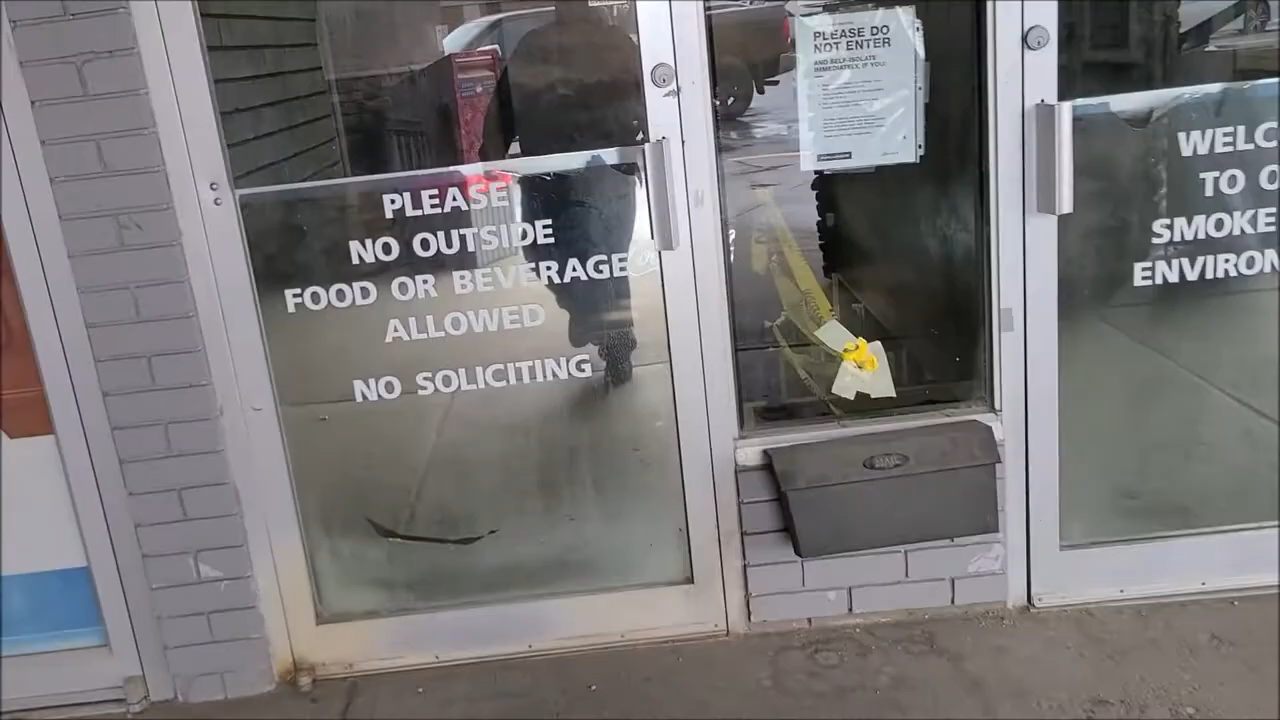 PLEASE
NO OUTSIDE
FOOD OR BEVERAGE
ALLOWED
NO SOLICITING
PLEASE DO
NOT ENTER
AND SELF-ISOLATE
IMMEDIATELY, IF YOU:
MAIL
WELC
TO O
SMOKE
ENVIRON